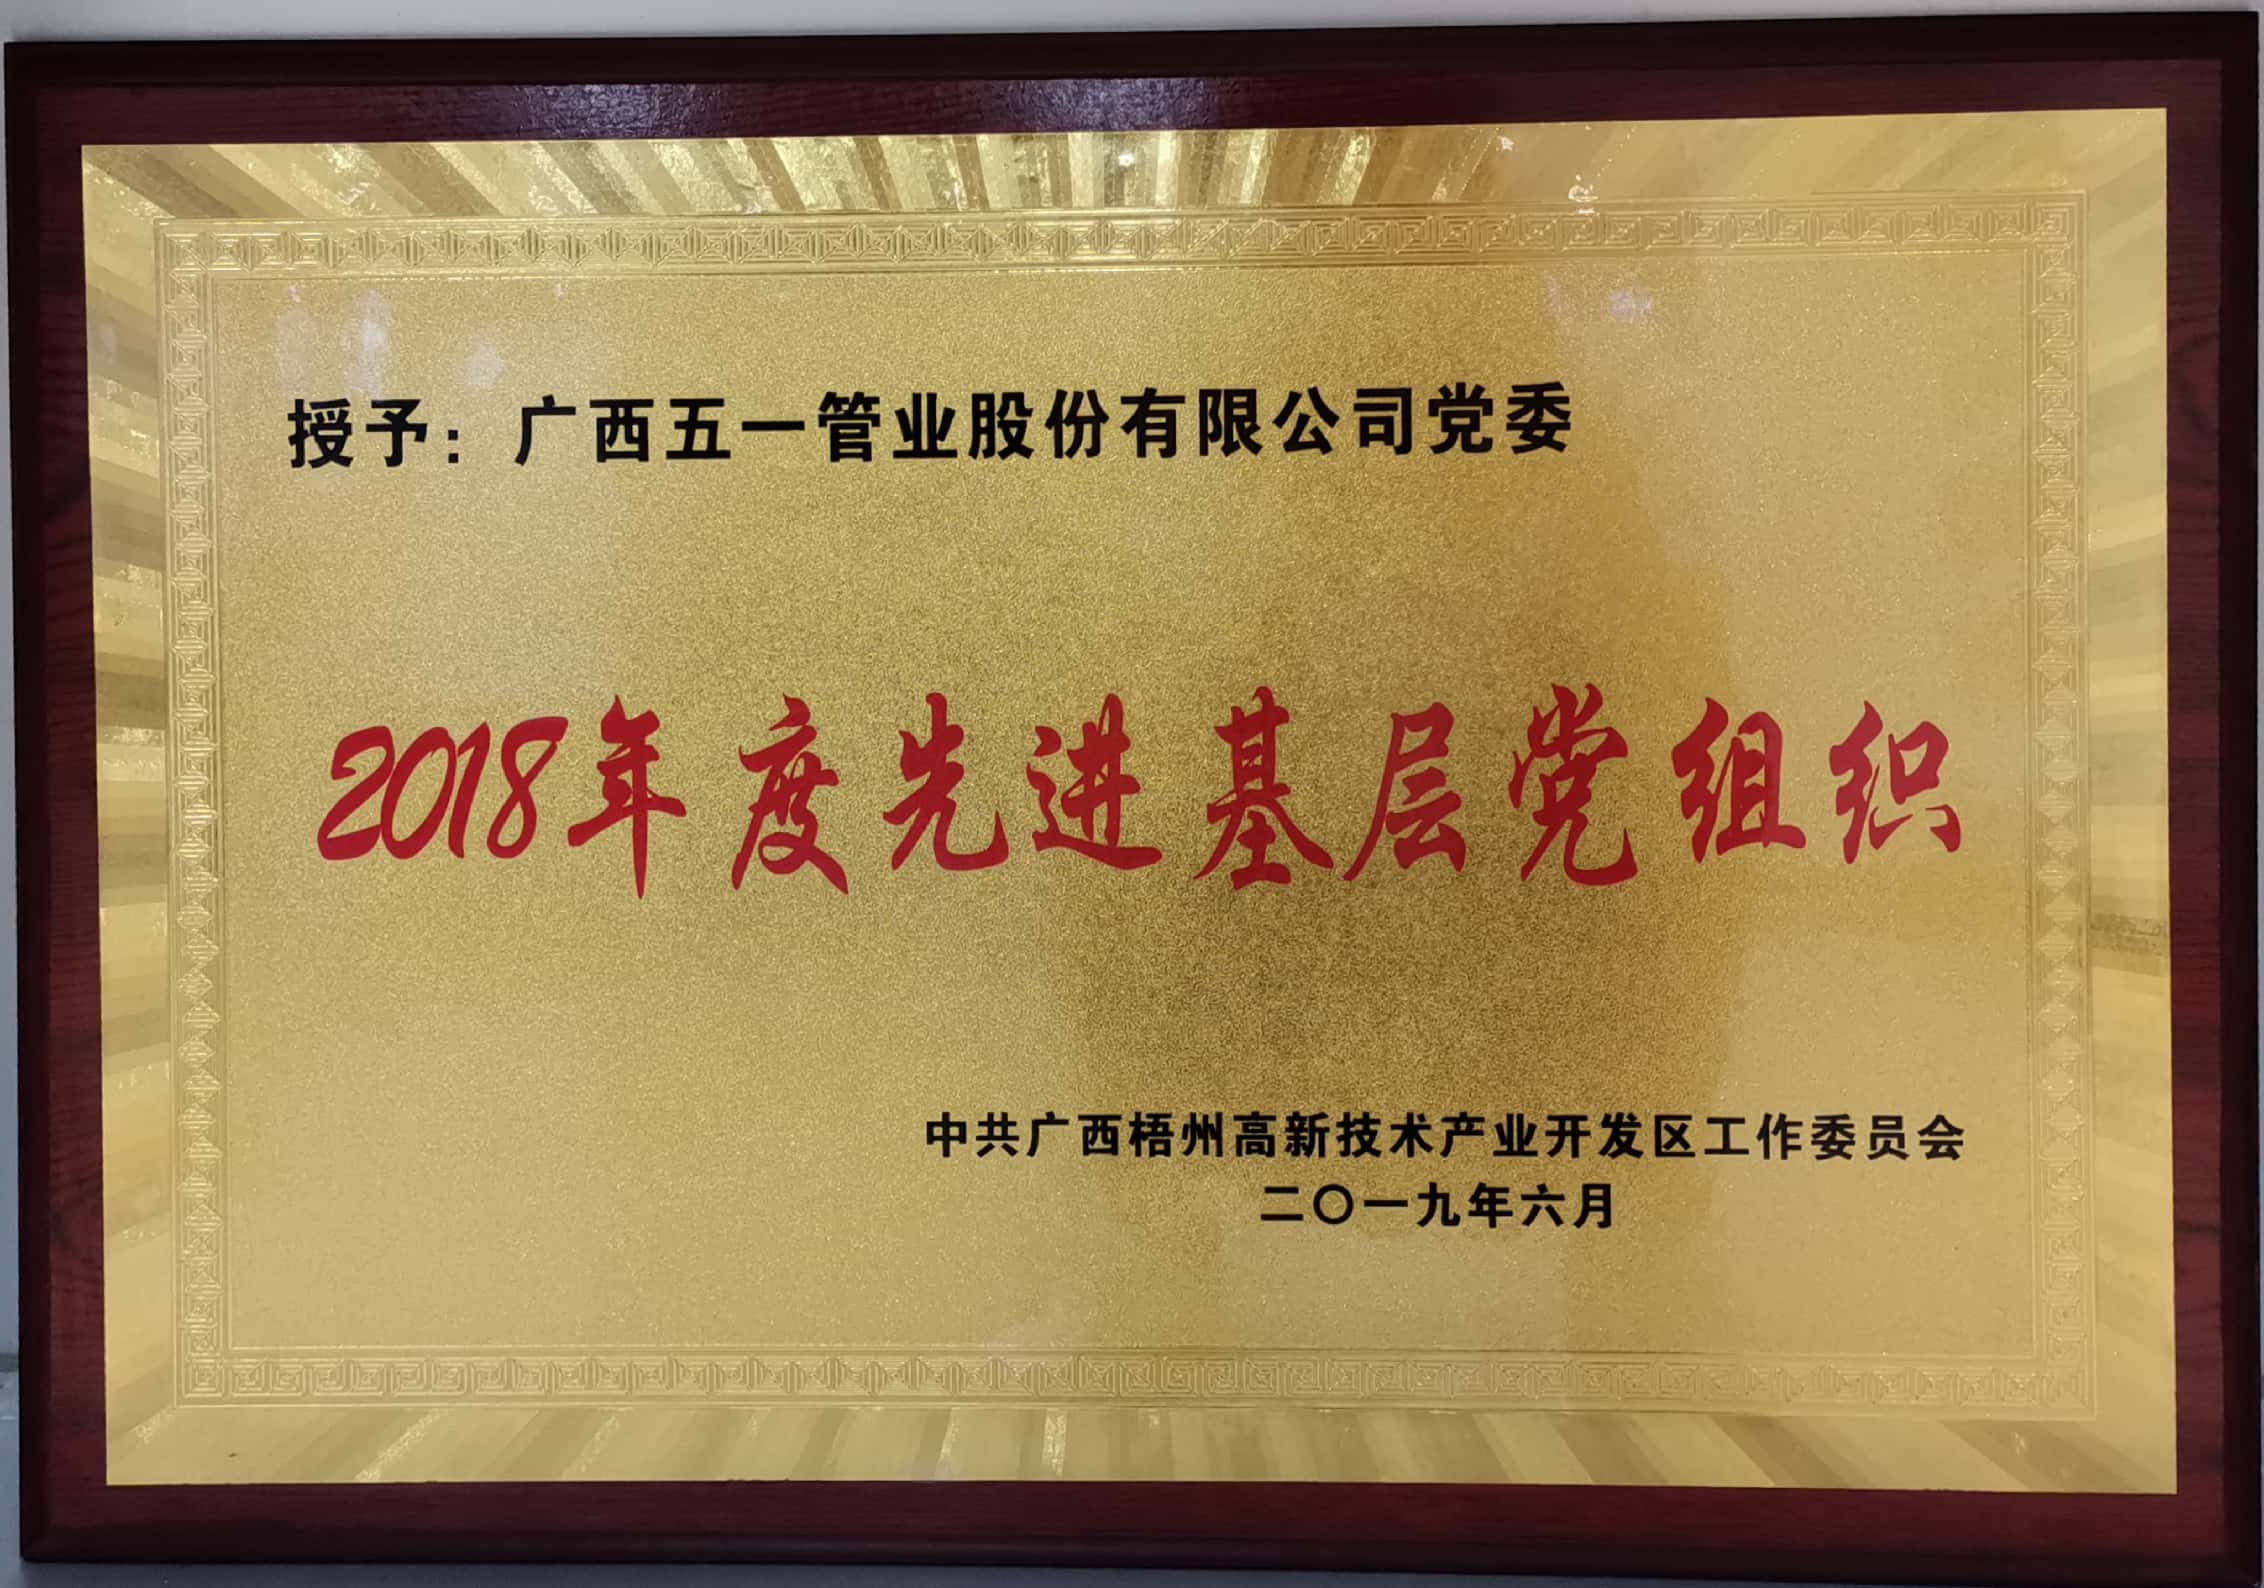 授予：广西五一管业股份有限公司党委
2018年度先进基层党组织
中共广西梧州高新技术产业开发区工作委员会
二〇一九年六月